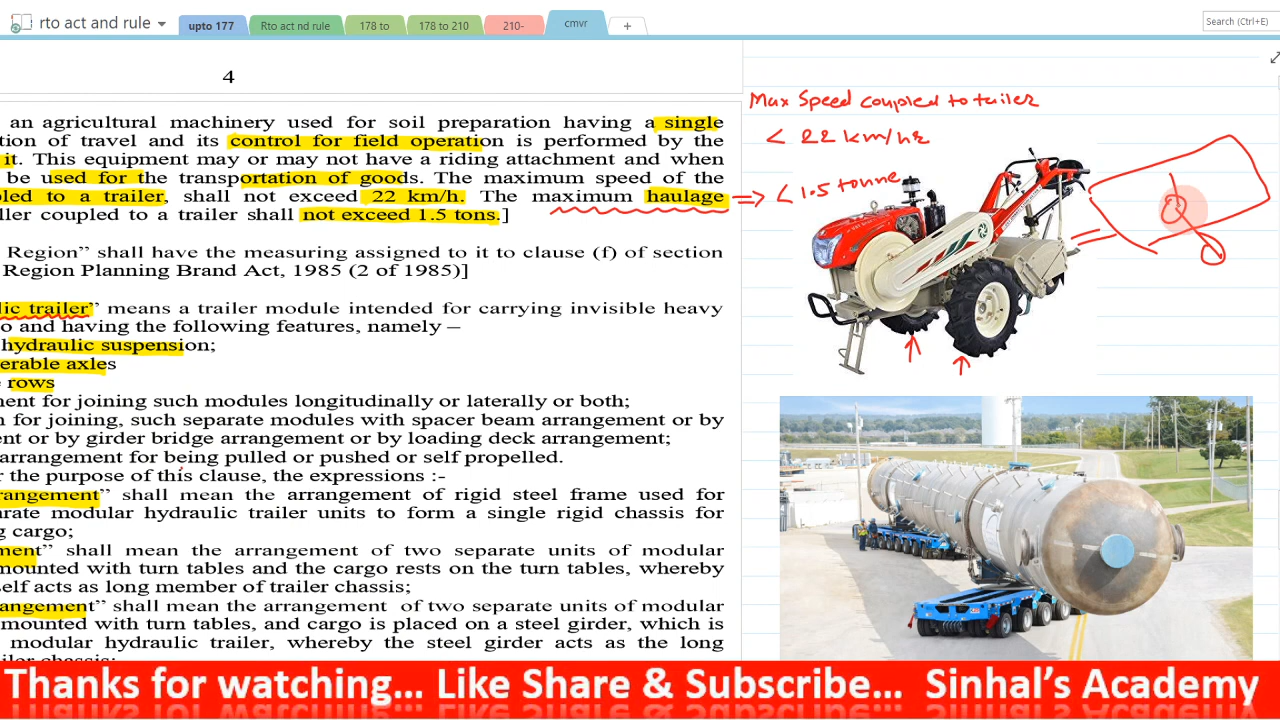 rto act and rule
upto 177
Rto act nd rule
178 to
178 to 210
210-
cmvr
+
Search (Ctrl+E)
4
an agricultural machinery used for soil preparation having a single
tion of travel and its control for field operation is performed by the
it. This equipment may or may not have a riding attachment and when
be used for the transportation of goods. The maximum speed of the
pled to a trailer, shall not exceed 22 km/h. The maximum haulage
ller coupled to a trailer shall not exceed 1.5 tons.]
Region” shall have the measuring assigned to it to clause (f) of section
Region Planning Brand Act, 1985 (2 of 1985)]
lic trailer” means a trailer module intended for carrying invisible heavy
o and having the following features, namely –
hydraulic suspension;
erable axles
e rows
ment for joining such modules longitudinally or laterally or both;
n for joining, such separate modules with spacer beam arrangement or by
ent or by girder bridge arrangement or by loading deck arrangement;
arrangement for being pulled or pushed or self propelled.
r the purpose of this clause, the expressions :-
rangement” shall mean the arrangement of rigid steel frame used for
arate modular hydraulic trailer units to form a single rigid chassis for
g cargo;
ment” shall mean the arrangement of two separate units of modular
mounted with turn tables and the cargo rests on the turn tables, whereby
self acts as long member of trailer chassis;
angement” shall mean the arrangement of two separate units of modular
mounted with turn tables, and cargo is placed on a steel girder, which is
modular hydraulic trailer, whereby the steel girder acts as the long
ailer chassis;
Max Speed coupled to tailer
< 22 km/hr
=> < 1.5 tonne
Thanks for watching... Like Share & Subscribe... Sinhal’s Academy